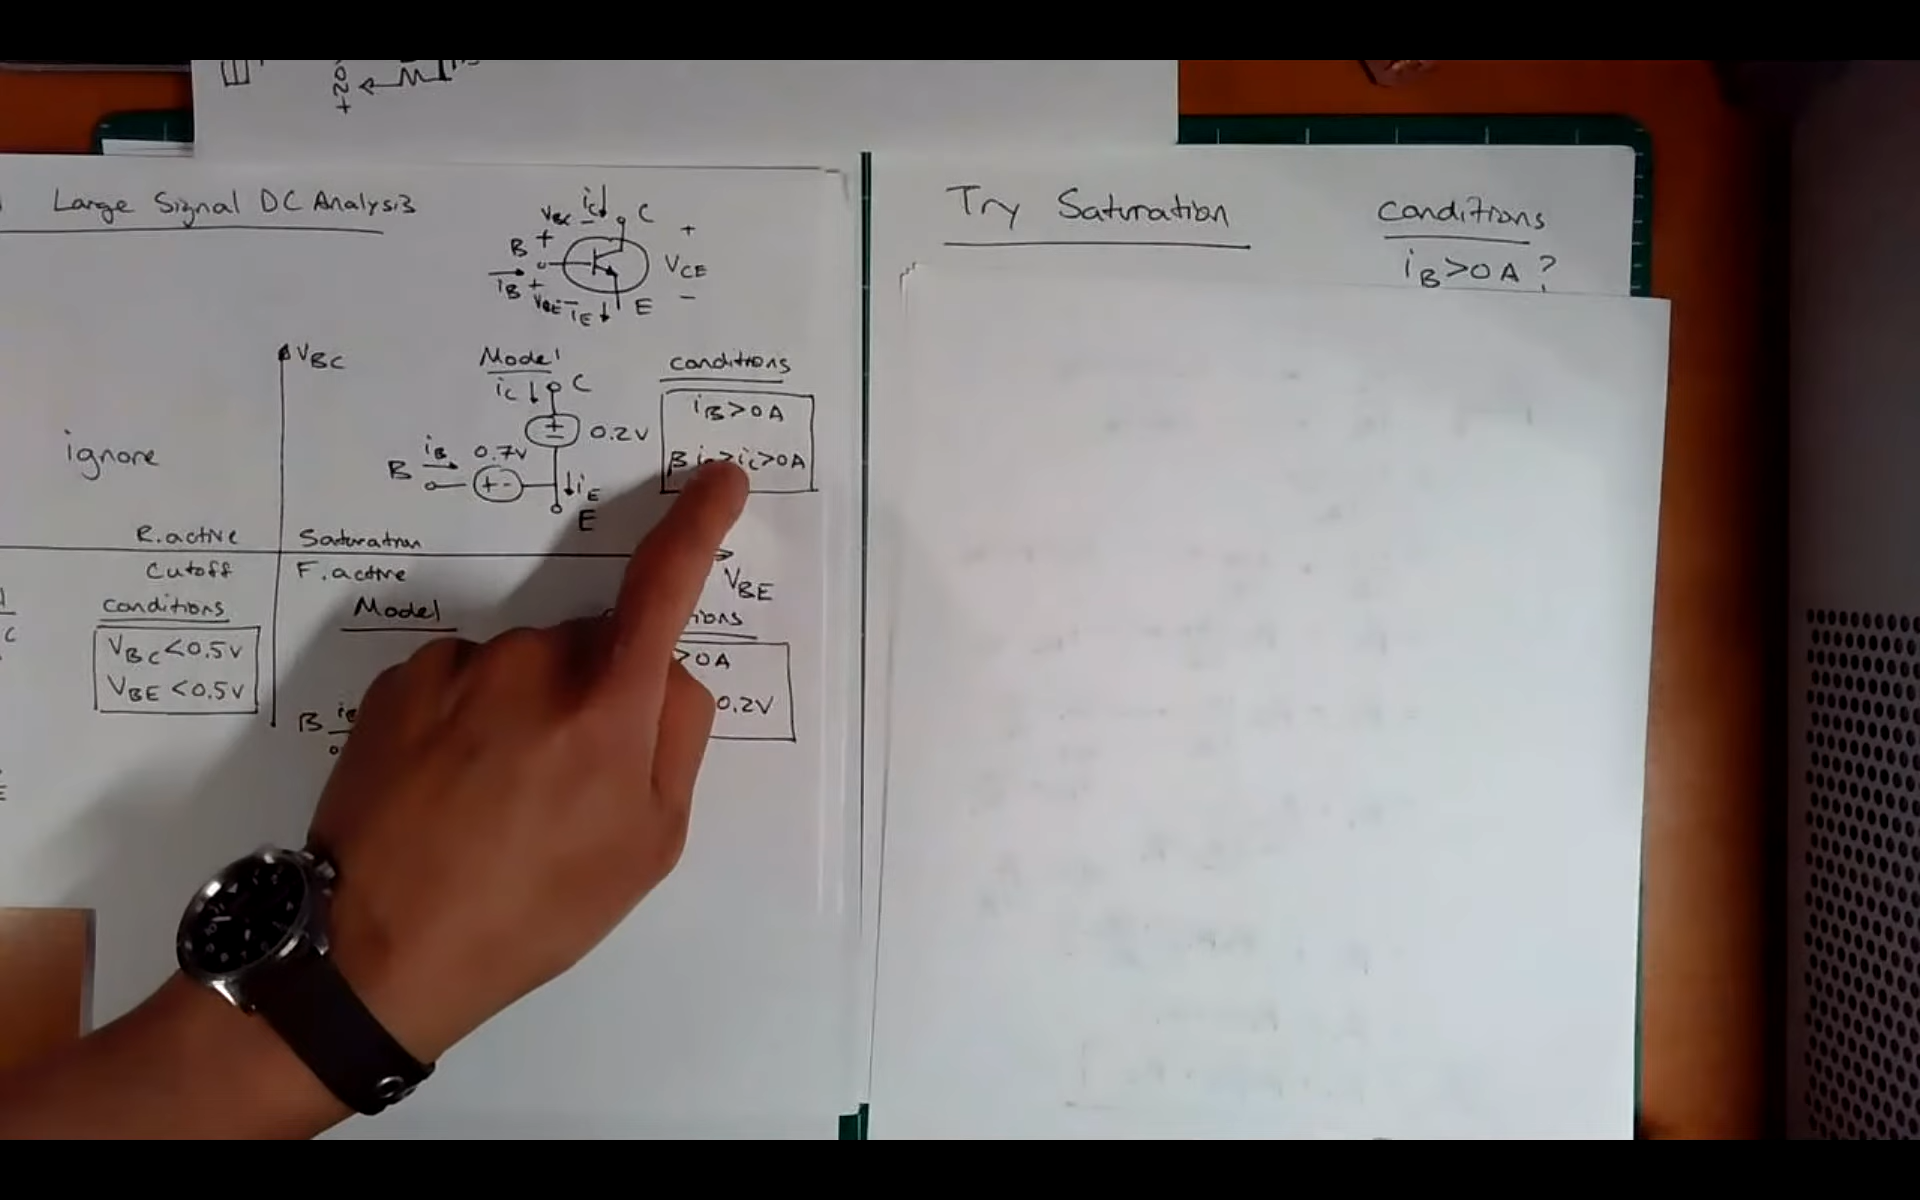 Large Signal DC Analysis
VBC
iC
C
B
+
+
VCE
iB
+
VBE
-
iE
E
-
VBC
Model
conditions
iC
C
iB>0A
ignore
+
-
0.2V
iB
0.7V
B
β
>iC>0A
+-
iE
E
R.active
Saturation
Cutoff
F. active
VBE
conditions
Model
VBC<0.5V
>0A
VBE<0.5V
0.2V
B
Try Saturation
conditions
iB>0A?